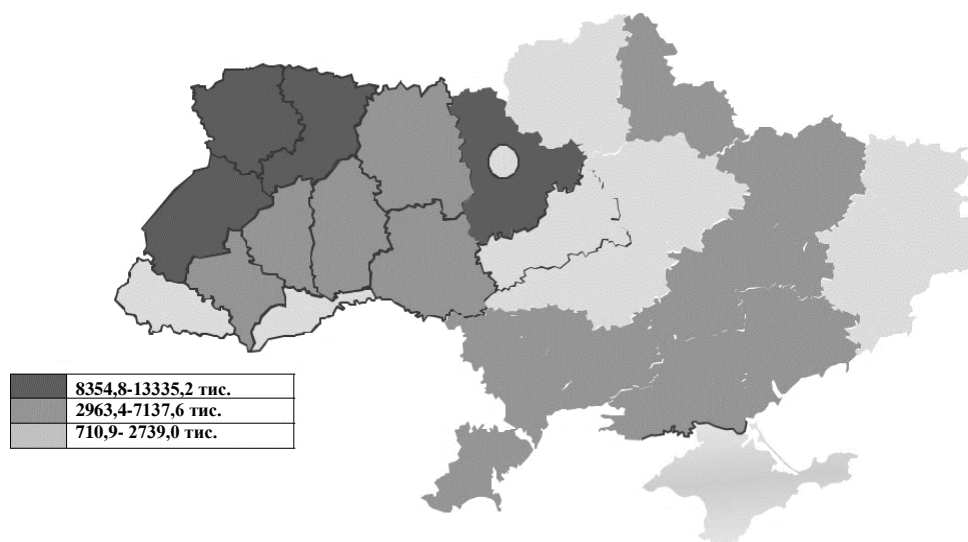 8354,8-13335,2 тис.
2963,4-7137,6 тис.
710,9- 2739,0 тис.